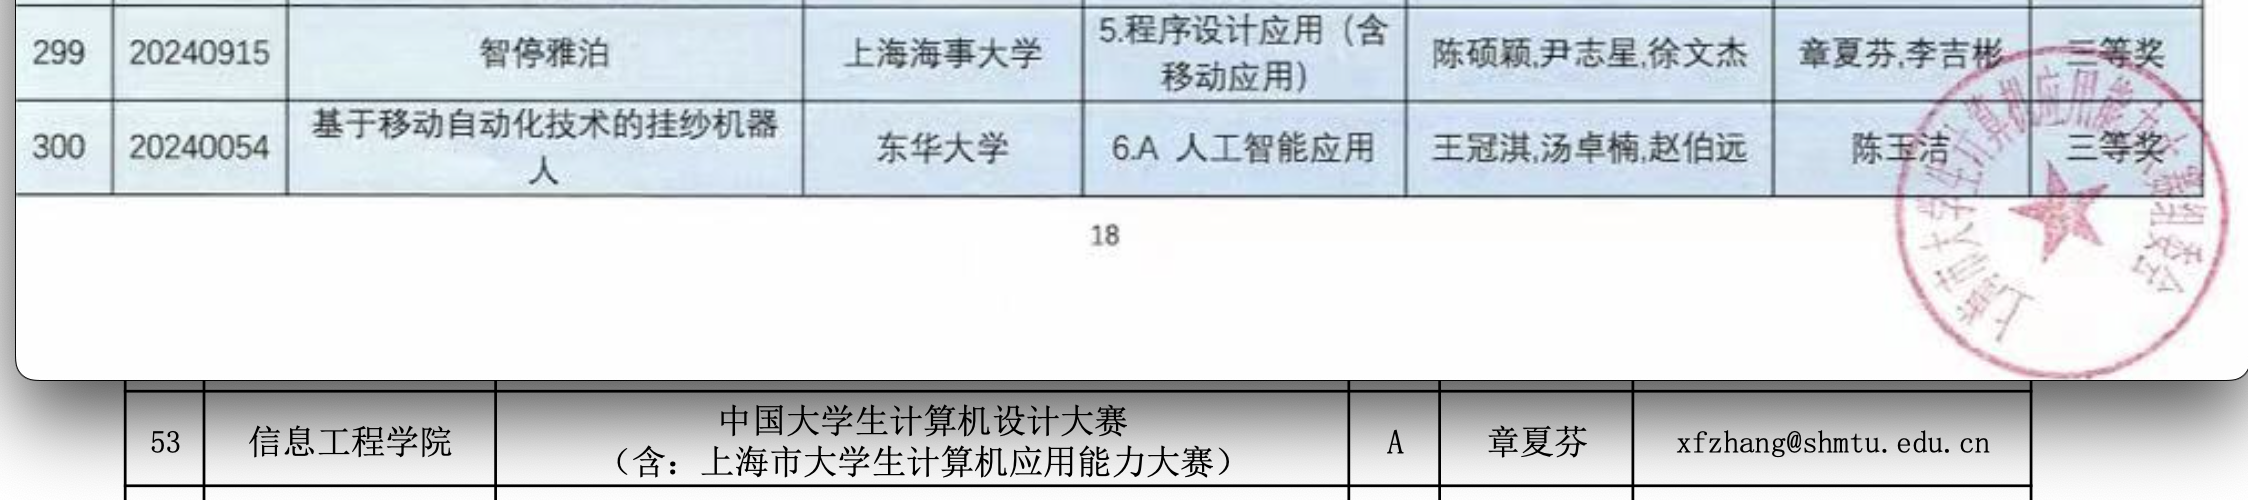 299 20240915 智停雅泊 上海海事大学 5.程序设计应用（含移动应用） 陈硕颖,尹志星,徐文杰 章夏芬,李吉彬 三等奖
300 20240054 基于移动自动化技术的挂纱机器人 东华大学 6.A 人工智能应用 王冠淇,汤卓楠,赵伯远 陈玉洁 三等奖
上海市大学生计算机应用能力大赛组委会
18
53 信息工程学院 中国大学生计算机设计大赛 A 章夏芬 xfzhang@shmtu.edu.cn
（含：上海市大学生计算机应用能力大赛）